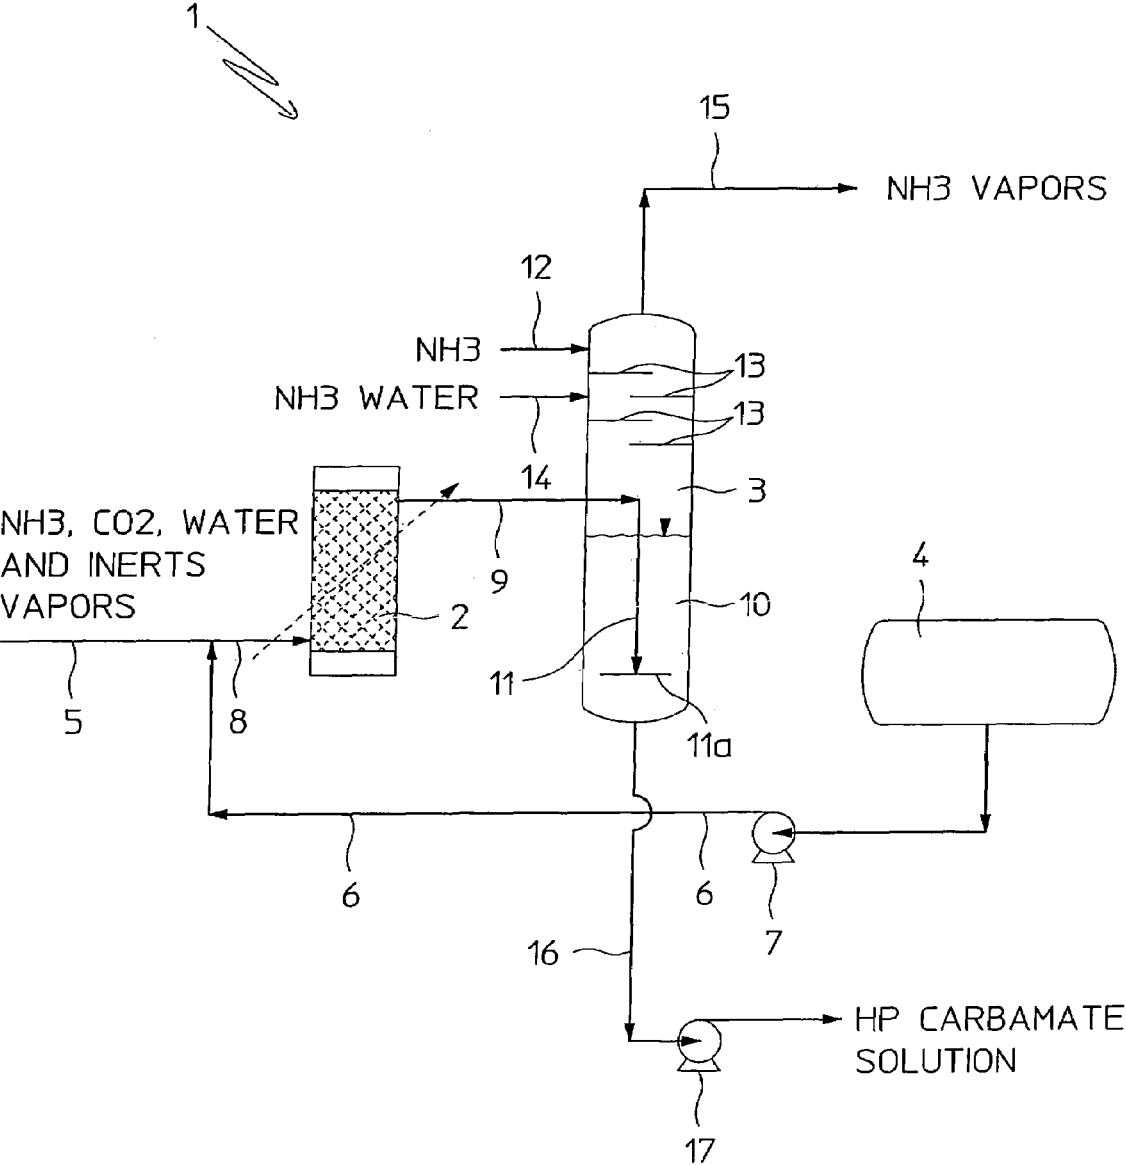 1
15
NH3 VAPORS
12
NH3
13
NH3 WATER
13
14
3
NH3, CO2, WATER
AND INERTS
VAPORS
9
4
2
10
11
5
8
11a
6
6
7
16
HP CARBAMATE
SOLUTION
17